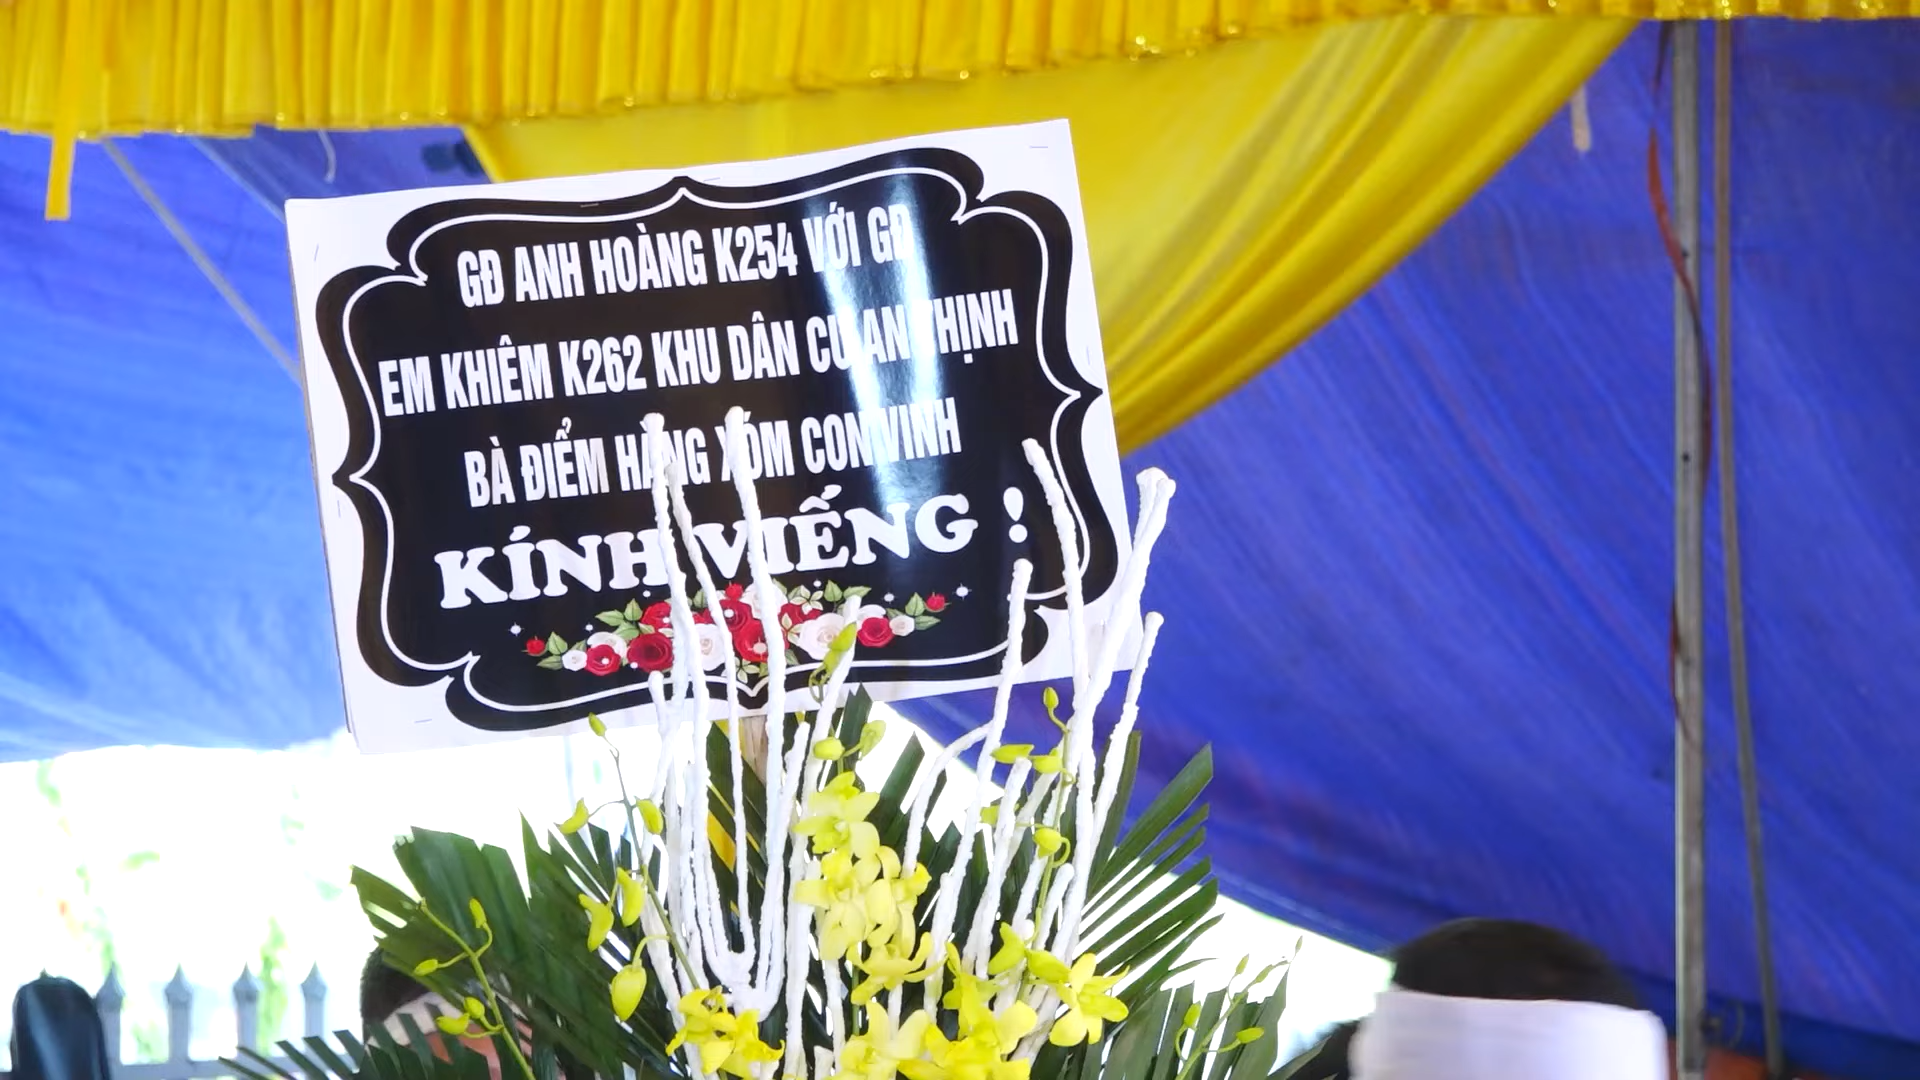 GĐ ANH HOÀNG K254 VỚI GĐ
EM KHIÊM K262 KHU DÂN CƯ AN THỊNH
BÀ ĐIỂM HÀNG XÓM CON VINH
KÍNH VIẾNG !